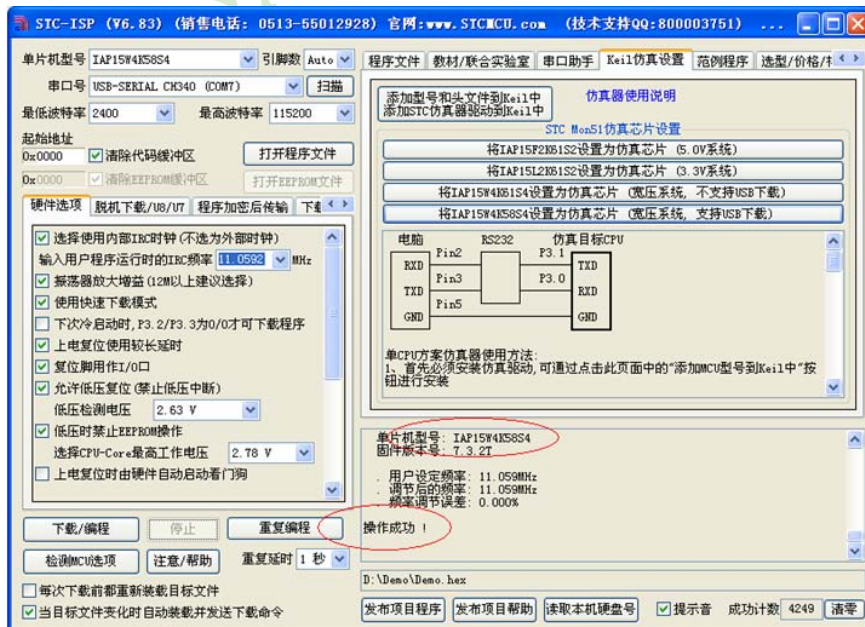 STC-ISP (V6.83) (销售电话: 0513-55012928) 官网:www.STCMCU.com (技术支持QQ:800003751) ...
单片机型号 IAP15W4K58S4 引脚数 Auto
串口号 USB-SERIAL CH340 (COM7) 扫描
最低波特率 2400 最高波特率 115200
起始地址
0x0000 清除代码缓冲区 打开程序文件
0x0000 清除EEPROM缓冲区 打开EEPROM文件
硬件选项 脱机下载/U8/U7 程序加密后传输
选择使用内部IRC时钟(不选为外部时钟)
输入用户程序运行时的IRC频率 11.0592 MHz
振荡器放大增益(12M以上建议选择)
使用快速下载模式
下次冷启动时,P3.2/P3.3为0/0才可下载程序
上电复位使用较长延时
复位脚用作I/O口
允许低压复位(禁止低压中断)
低压检测电压 2.63 V
低压时禁止EEPROM操作
选择CPU-Core最高工作电压 2.78 V
上电复位时由硬件自动启动看门狗
下载/编程 停止 重复编程
检测MCU选项 注意/帮助 重复延时 1 秒
每次下载前都重新装载目标文件
当目标文件变化时自动装载并发送下载命令
程序文件 教材/联合实验室 串口助手 Keil仿真设置 范例程序 选型/价格/
添加型号和头文件到Keil中
添加STC仿真器驱动到Keil中
仿真器使用说明
STC Mon51仿真芯片设置
将IAP15F2K61S2设置为仿真芯片 (5.0V系统)
将IAP15L2K61S2设置为仿真芯片 (3.3V系统)
将IAP15W4K61S4设置为仿真芯片 (宽压系统, 不支持USB下载)
将IAP15W4K58S4设置为仿真芯片 (宽压系统, 支持USB下载)
电脑 RS232 仿真目标CPU
Pin2 P3.1
RXD TXD
Pin3 P3.0
TXD RXD
Pin5
GND GND
单CPU方案仿真器使用方法:
1、首先必须安装仿真驱动,可通过点击此页面中的“添加MCU型号到Keil中”按
钮进行安装
单片机型号: IAP15W4K58S4
固件版本号: 7.3.2T
. 用户设定频率: 11.059MHz
. 调节后的频率: 11.059MHz
. 频率调节误差: 0.000%
操作成功 !
D:\Demo\Demo.hex
发布项目程序 发布项目帮助 读取本机硬盘号 提示音 成功计数 4249 清零